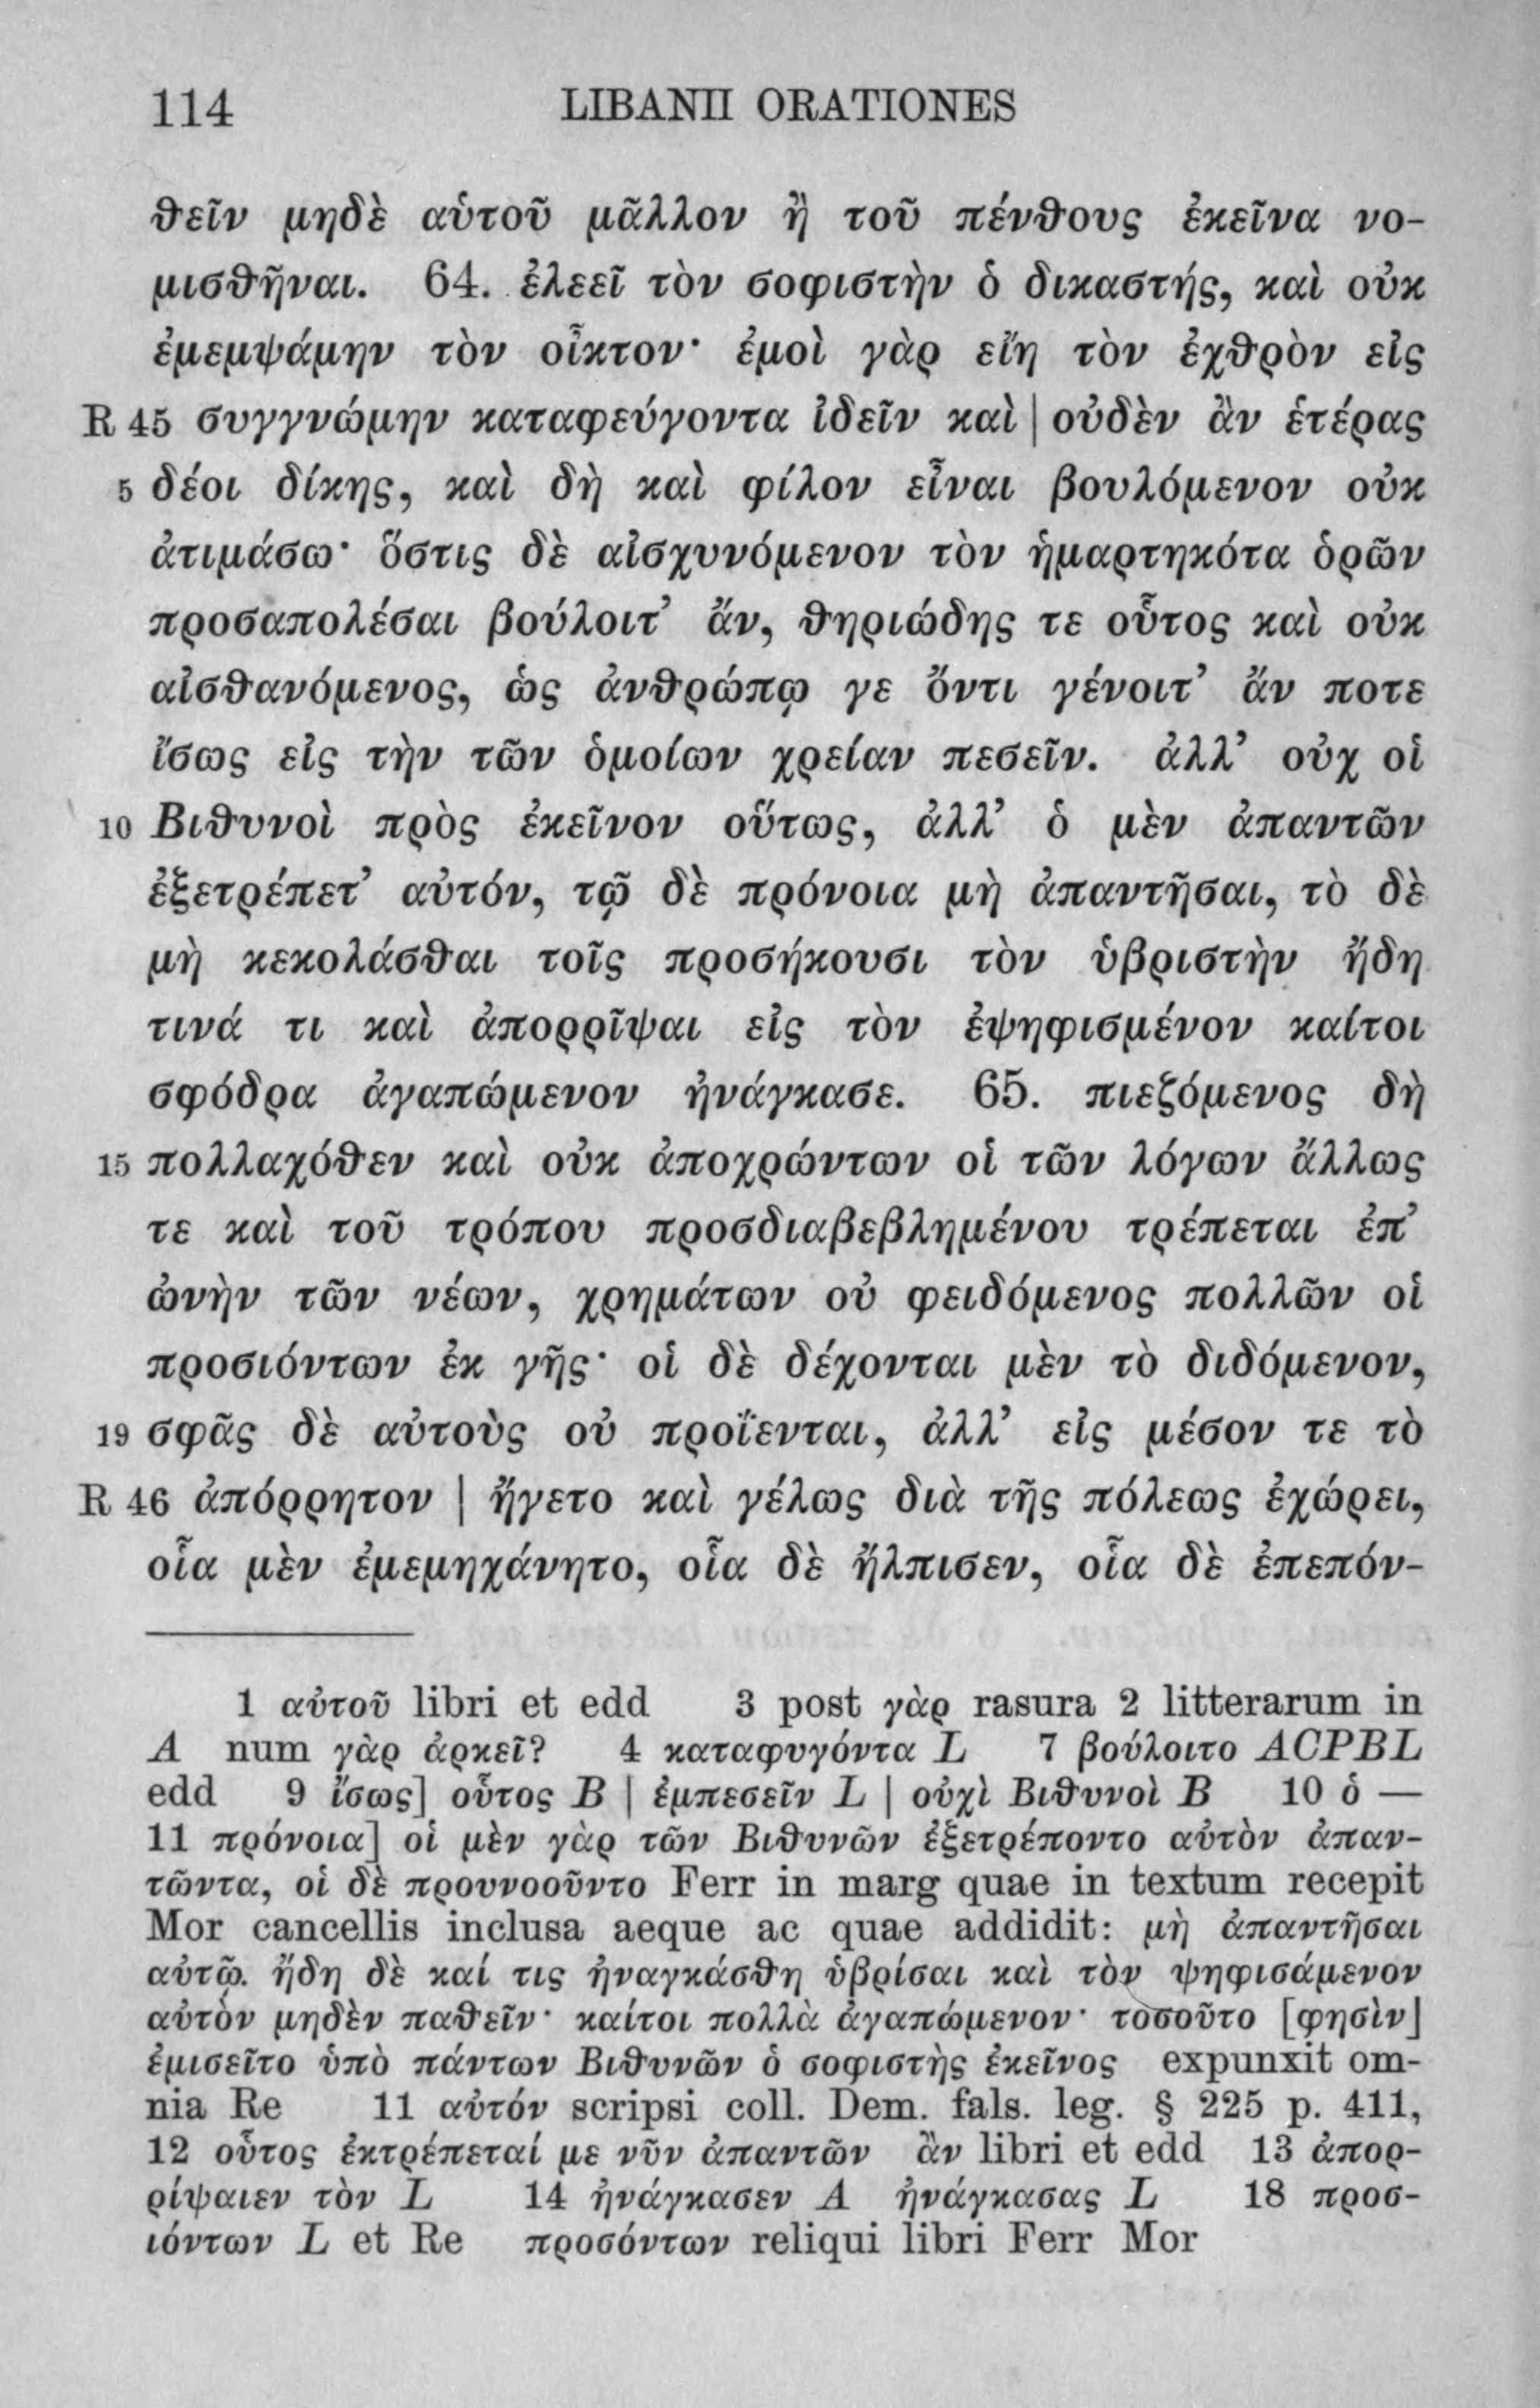 114 LIBANII ORATIONES
θεῖν μηδὲ αὑτοῦ μᾶλλον ἢ τοῦ πένθους ἐκεῖνα νο-
μισθῆναι. 64. ἐλεεῖ τὸν σοφιστὴν ὁ δικαστής, καὶ οὐκ
ἐμεμψάμην τὸν οἶκτον· ἐμοὶ γὰρ εἴη τὸν ἐχθρὸν εἰς
R 45 συγγνώμην καταφεύγοντα ἰδεῖν καὶ | οὐδὲν ἂν ἑτέρας
5 δέοι δίκης, καὶ δὴ καὶ φίλον εἶναι βουλόμενον οὐκ
ἀτιμάσω· ὅστις δὲ αἰσχυνόμενον τὸν ἡμαρτηκότα ὁρῶν
προσαπολέσαι βούλοιτ’ ἄν, θηριώδης τε οὗτος καὶ οὐκ
αἰσθανόμενος, ὡς ἀνθρώπῳ γε ὄντι γένοιτ’ ἄν ποτε
ἴσως εἰς τὴν τῶν ὁμοίων χρείαν πεσεῖν. ἀλλ’ οὐχ οἱ
10 Βιθυνοὶ πρὸς ἐκεῖνον οὕτως, ἀλλ’ ὁ μὲν ἀπαντῶν
ἐξετρέπετ’ αὐτόν, τῷ δὲ πρόνοια μὴ ἀπαντῆσαι, τὸ δὲ
μὴ κεκολάσθαι τοῖς προσήκουσι τὸν ὑβριστὴν ἤδη
τινά τι καὶ ἀπορρῖψαι εἰς τὸν ἐψηφισμένον καίτοι
σφόδρα ἀγαπώμενον ἠνάγκασε. 65. πιεζόμενος δὴ
15 πολλαχόθεν καὶ οὐκ ἀποχρώντων οἱ τῶν λόγων ἄλλως
τε καὶ τοῦ τρόπου προσδιαβεβλημένου τρέπεται ἐπ’
ὠνὴν τῶν νέων, χρημάτων οὐ φειδόμενος πολλῶν οἱ
προσιόντων ἐκ γῆς· οἱ δὲ δέχονται μὲν τὸ διδόμενον,
19 σφᾶς δὲ αὐτοὺς οὐ προΐενται, ἀλλ’ εἰς μέσον τε τὸ
R 46 ἀπόρρητον | ἤγετο καὶ γέλως διὰ τῆς πόλεως ἐχώρει,
οἷα μὲν ἐμεμηχάνητο, οἷα δὲ ἤλπισεν, οἷα δὲ ἐπεπόν-
1 αὐτοῦ libri et edd 3 post γὰρ rasura 2 litterarum in
A num γὰρ ἀρκεῖ? 4 καταφυγόντα L 7 βούλοιτο ACPBL
edd 9 ἴσως] οὗτος B | ἐμπεσεῖν L | οὐχὶ Βιθυνοὶ B 10 ὁ —
11 πρόνοια] οἱ μὲν γὰρ τῶν Βιθυνῶν ἐξετρέποντο αὐτὸν ἀπαν-
τῶντα, οἱ δὲ προυνοοῦντο Ferr in marg quae in textum recepit
Mor cancellis inclusa aeque ac quae addidit: μὴ ἀπαντῆσαι
αὐτῷ. ἤδη δὲ καί τις ἠναγκάσθη ὑβρίσαι καὶ τὸν ψηφισάμενον
αὐτὸν μηδὲν παθεῖν· καίτοι πολλὰ ἀγαπώμενον· τοσοῦτο [φησὶν]
ἐμισεῖτο ὑπὸ πάντων Βιθυνῶν ὁ σοφιστὴς ἐκεῖνος expunxit om-
nia Re 11 αὐτόν scripsi coll. Dem. fals. leg. § 225 p. 411,
12 οὗτος ἐκτρέπεταί με νῦν ἀπαντῶν ἂν libri et edd 13 ἀπορ-
ρίψαιεν τὸν L 14 ἠνάγκασεν A ἠνάγκασας L 18 προσ-
ιόντων L et Re προσόντων reliqui libri Ferr Mor